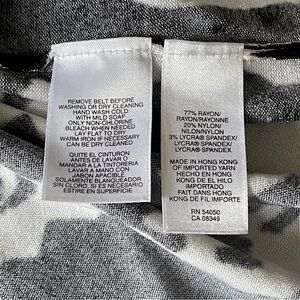 REMOVE BELT BEFORE
WASHING OR DRY CLEANING
HAND WASH COLD
WITH MILD SOAP
ONLY NON-CHLORINE
BLEACH WHEN NEEDED
LAY FLAT TO DRY
WARM IRON IF NECESSARY
CAN BE DRY CLEANED
QUITE EL CINTURON
ANTES DE LAVAR O
MANDAR A LA TINTORERIA
LAVAR A MANO CON
JABON APACIBLE
SOLAMENTE BLANQUEADOR
SIN CLORO. SI ES NECESARIO
ESTIRE EN SUPERFICIE
77% RAYON/
RAYON/RAYONNE
20% NYLON/
NILON/NYLON
3% LYCRA® SPANDEX/
LYCRA® SPANDEX/
LYCRA® SPANDEX
MADE IN HONG KONG
OF IMPORTED YARN
HECHO EN HONG
KONG DE HILO
IMPORTADO
FAIT DANS HONG
KONG DE FIL IMPORTE
RN 54050
CA 08349